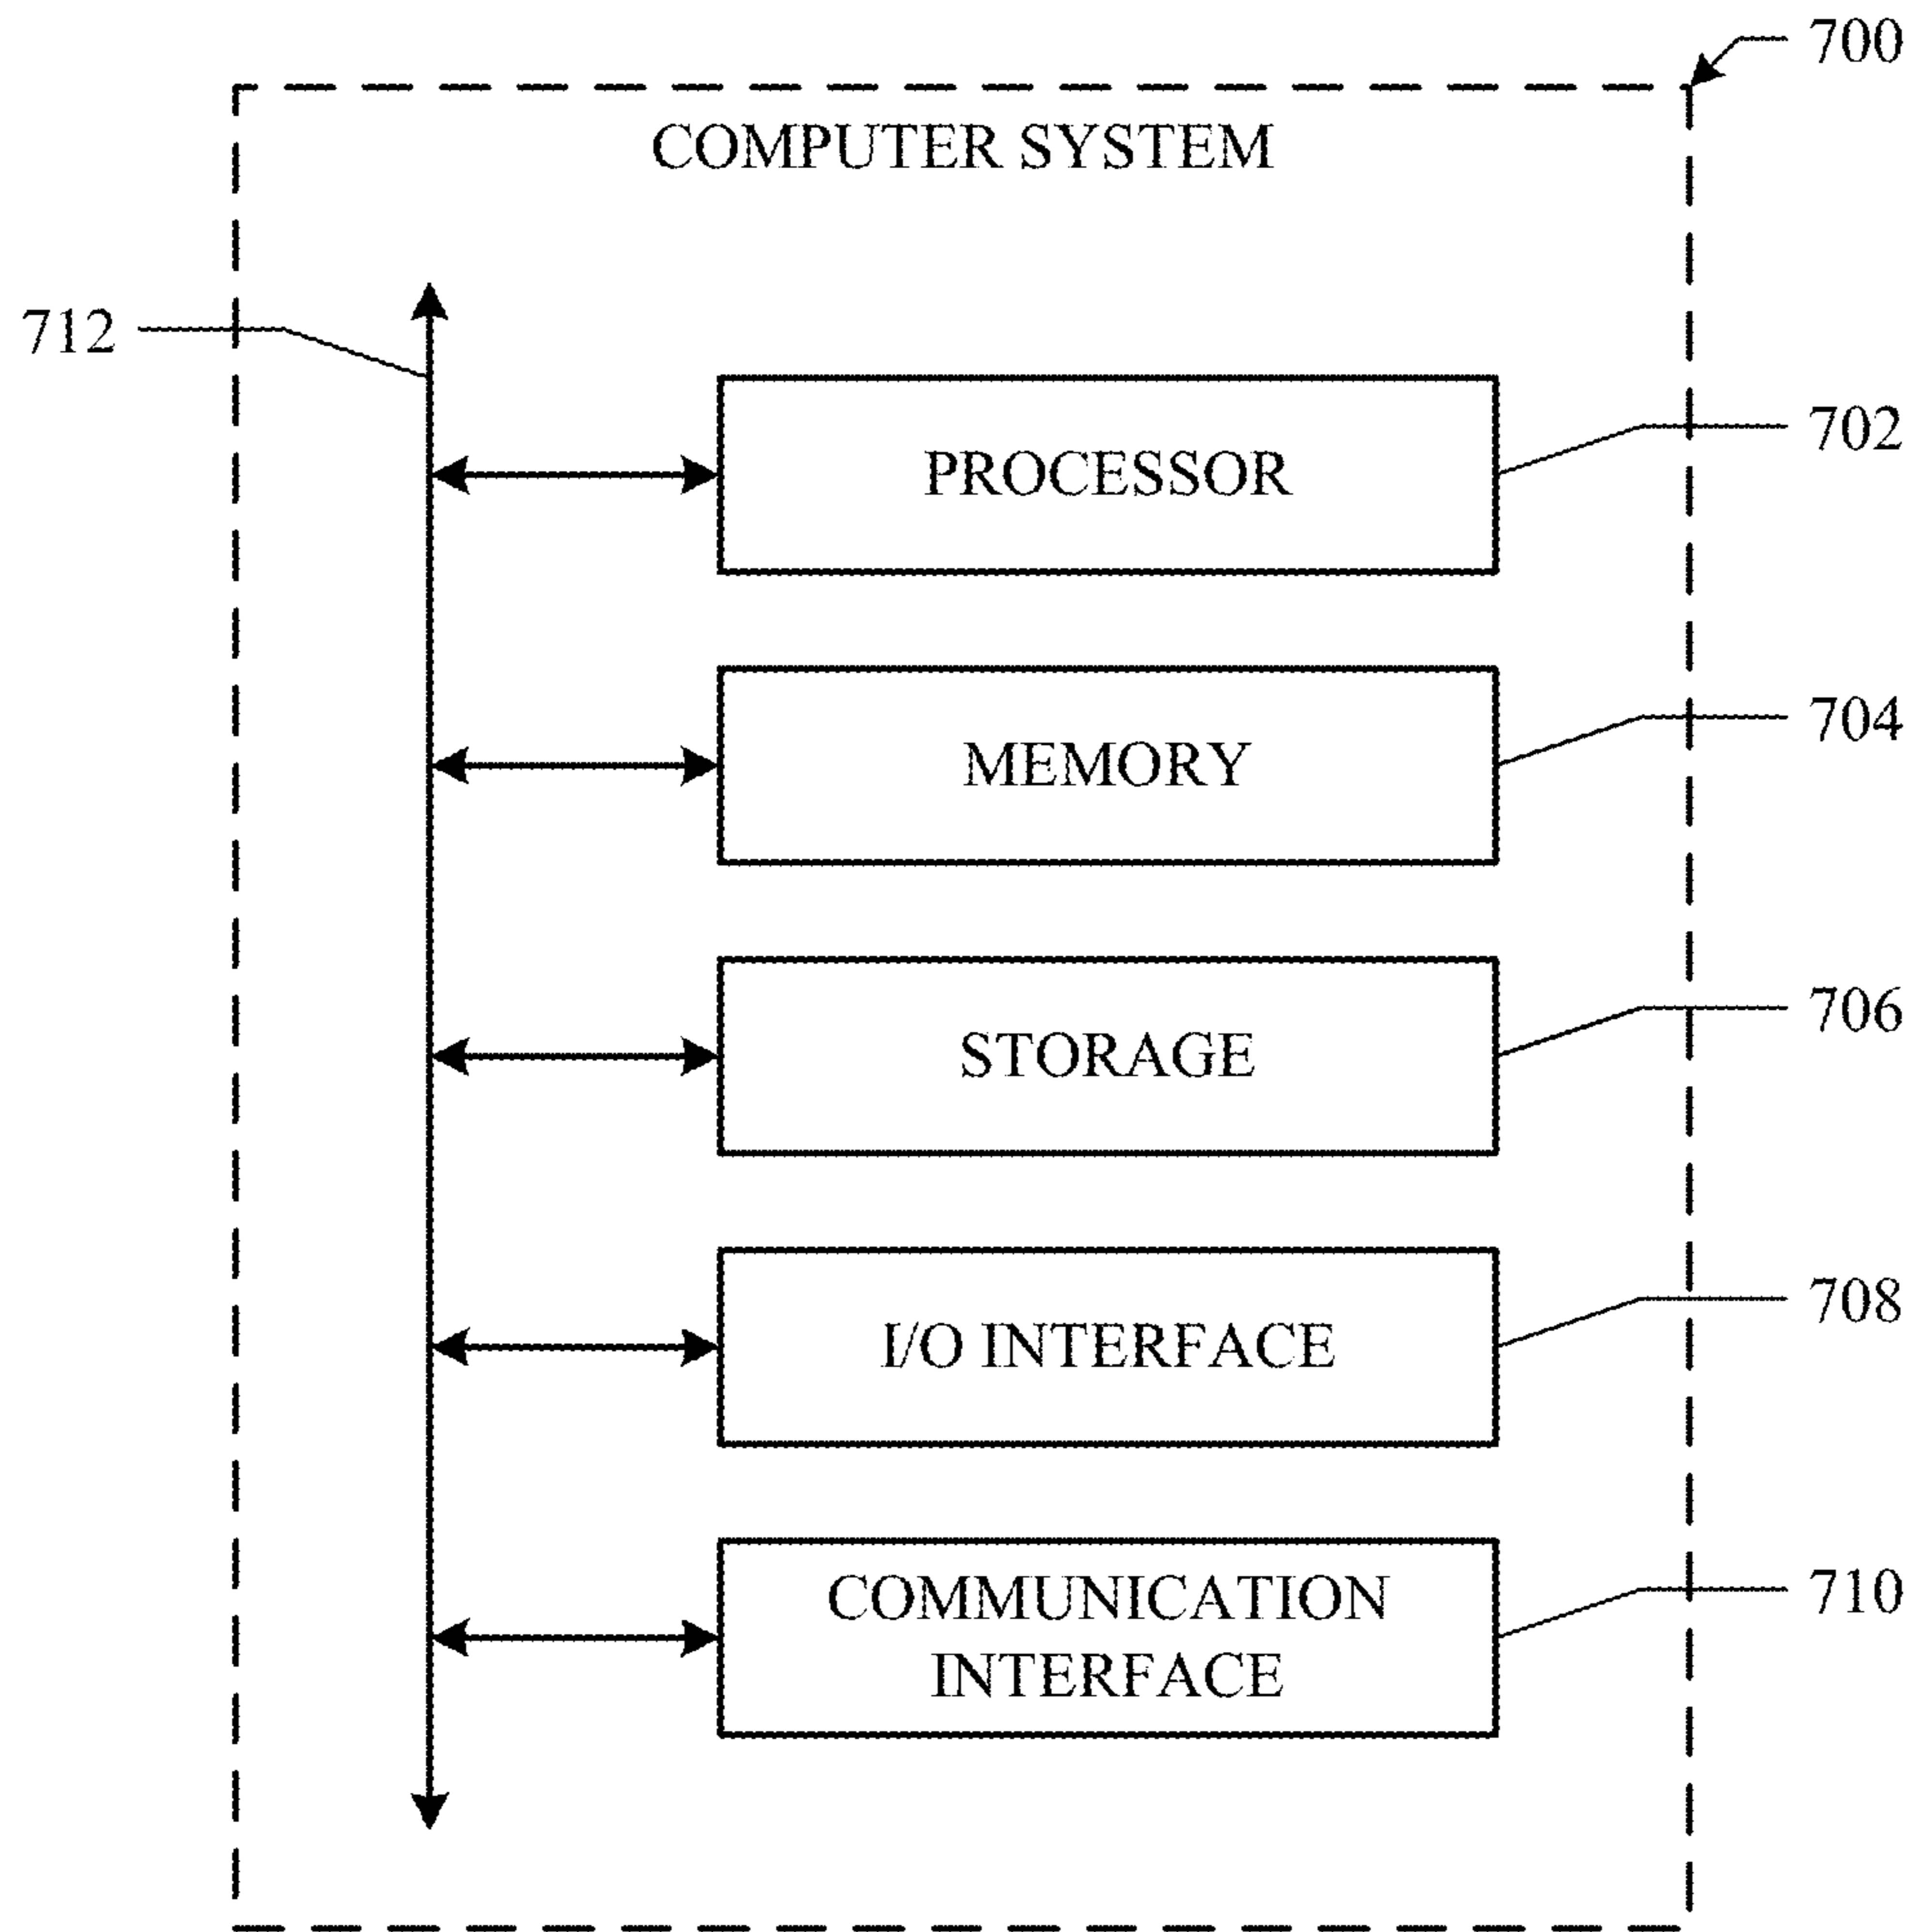 700
COMPUTER SYSTEM
712
PROCESSOR
702
MEMORY
704
STORAGE
706
I/O INTERFACE
708
COMMUNICATION
INTERFACE
710